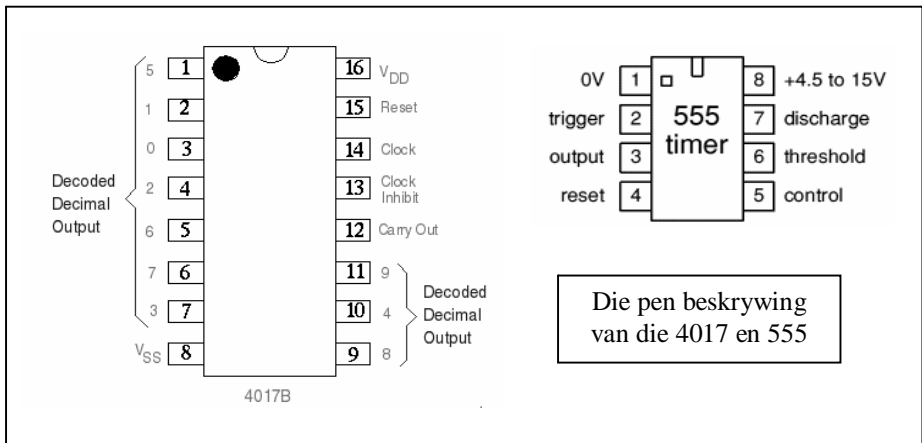 5 1 16 VDD
1 2 15 Reset
0 3 14 Clock
2 4 13 Clock Inhibit
6 5 12 Carry Out
7 6 11 9
3 7 10 4
VSS 8 9 8
Decoded
Decimal
Output
Decoded
Decimal
Output
4017B
0V 1 8 +4.5 to 15V
trigger 2 7 discharge
output 3 6 threshold
reset 4 5 control
555
timer
Die pen beskrywing
van die 4017 en 555